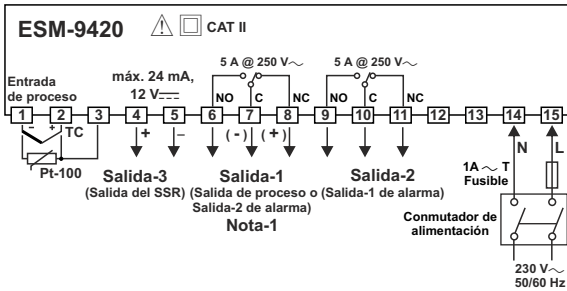 ESM-9420 CAT II
5 A @ 250 V~ 5 A @ 250 V~
Entrada de proceso
máx. 24 mA, 12 V
NO C NC NO C NC
1 2 3 4 5 6 7 8 9 10 11 12 13 14 15
- + TC + – (-) (+) N L
Pt-100
1A ~ T
Fusible
Salida-3 Salida-1 Salida-2
(Salida del SSR) (Salida de proceso o Salida-2 de alarma) (Salida-1 de alarma)
Nota-1
Conmutador de alimentación
230 V~
50/60 Hz